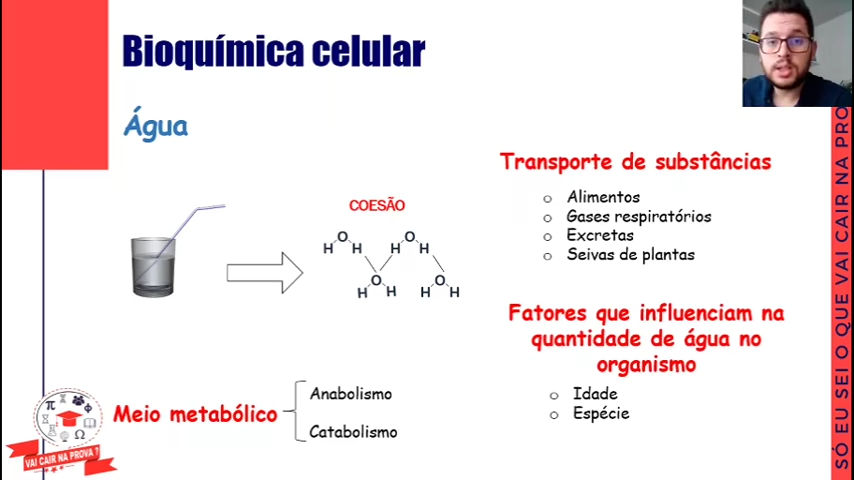 Bioquímica celular
Água
COESÃO
O O
H H H H
O O
H H H H
Transporte de substâncias
o Alimentos
o Gases respiratórios
o Excretas
o Seivas de plantas
Fatores que influenciam na
quantidade de água no
organismo
o Idade
o Espécie
Meio metabólico
Anabolismo
Catabolismo
π Φ
Ω
VAI CAIR NA PROVA ?
SÓ EU SEI O QUE VAI CAIR NA PRO